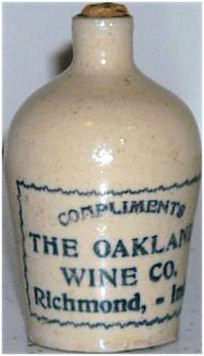 COMPLIMENTS
THE OAKLAN
WINE CO.
Richmond, - In